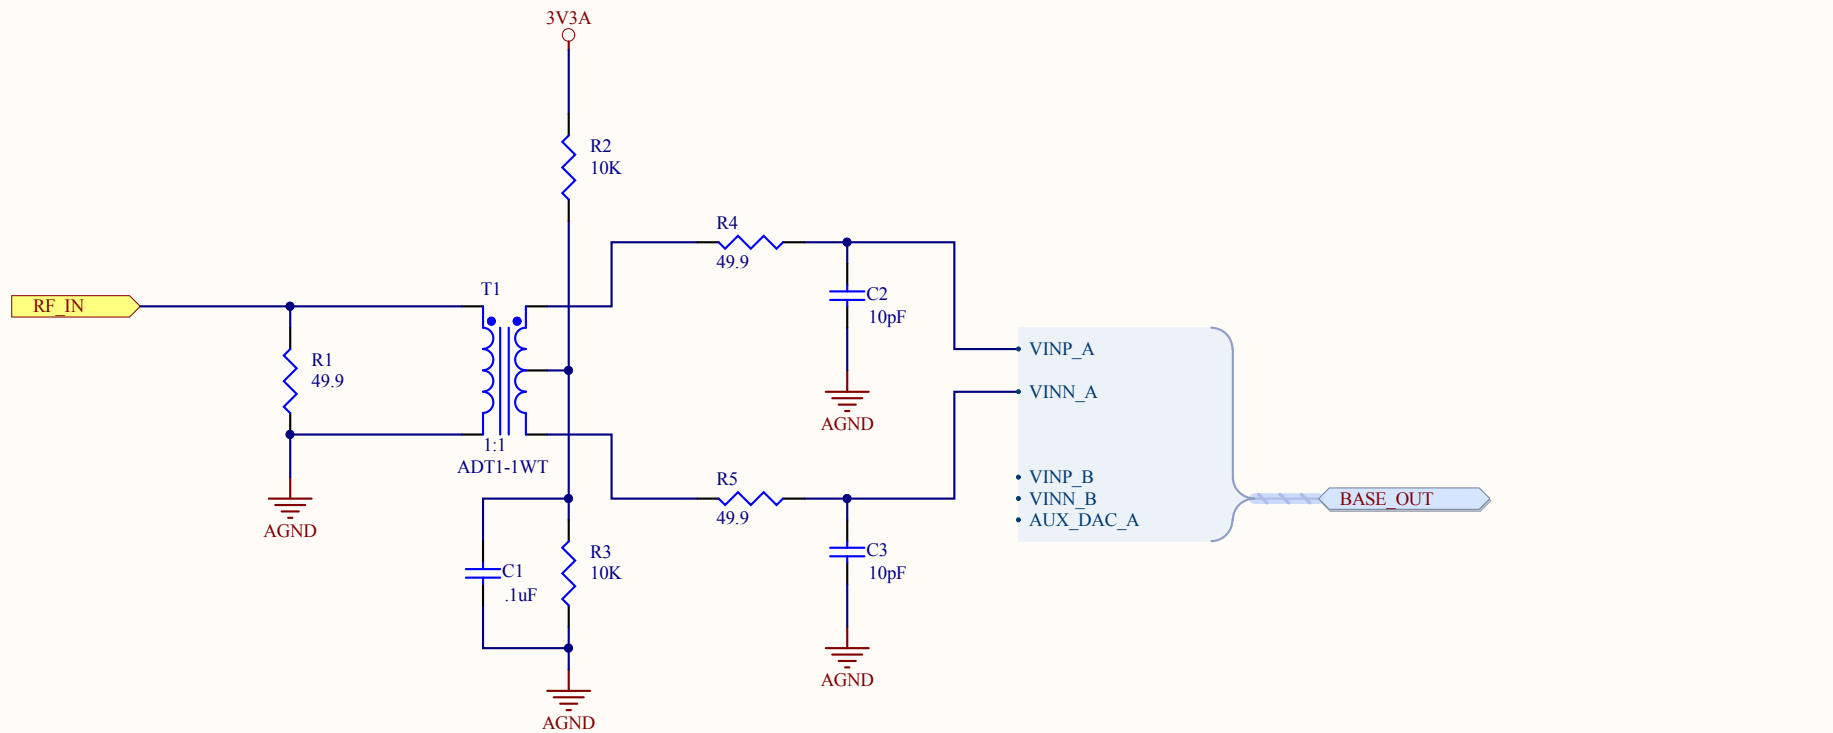 3V3A
R2
10K
R4
49.9
T1
RF_IN
C2
10pF
R1
49.9
VINP_A
VINN_A
AGND
1:1
ADT1-1WT
R5
49.9
VINP_B
VINN_B
AUX_DAC_A
BASE_OUT
AGND
R3
10K
C1
.1uF
C3
10pF
AGND
AGND